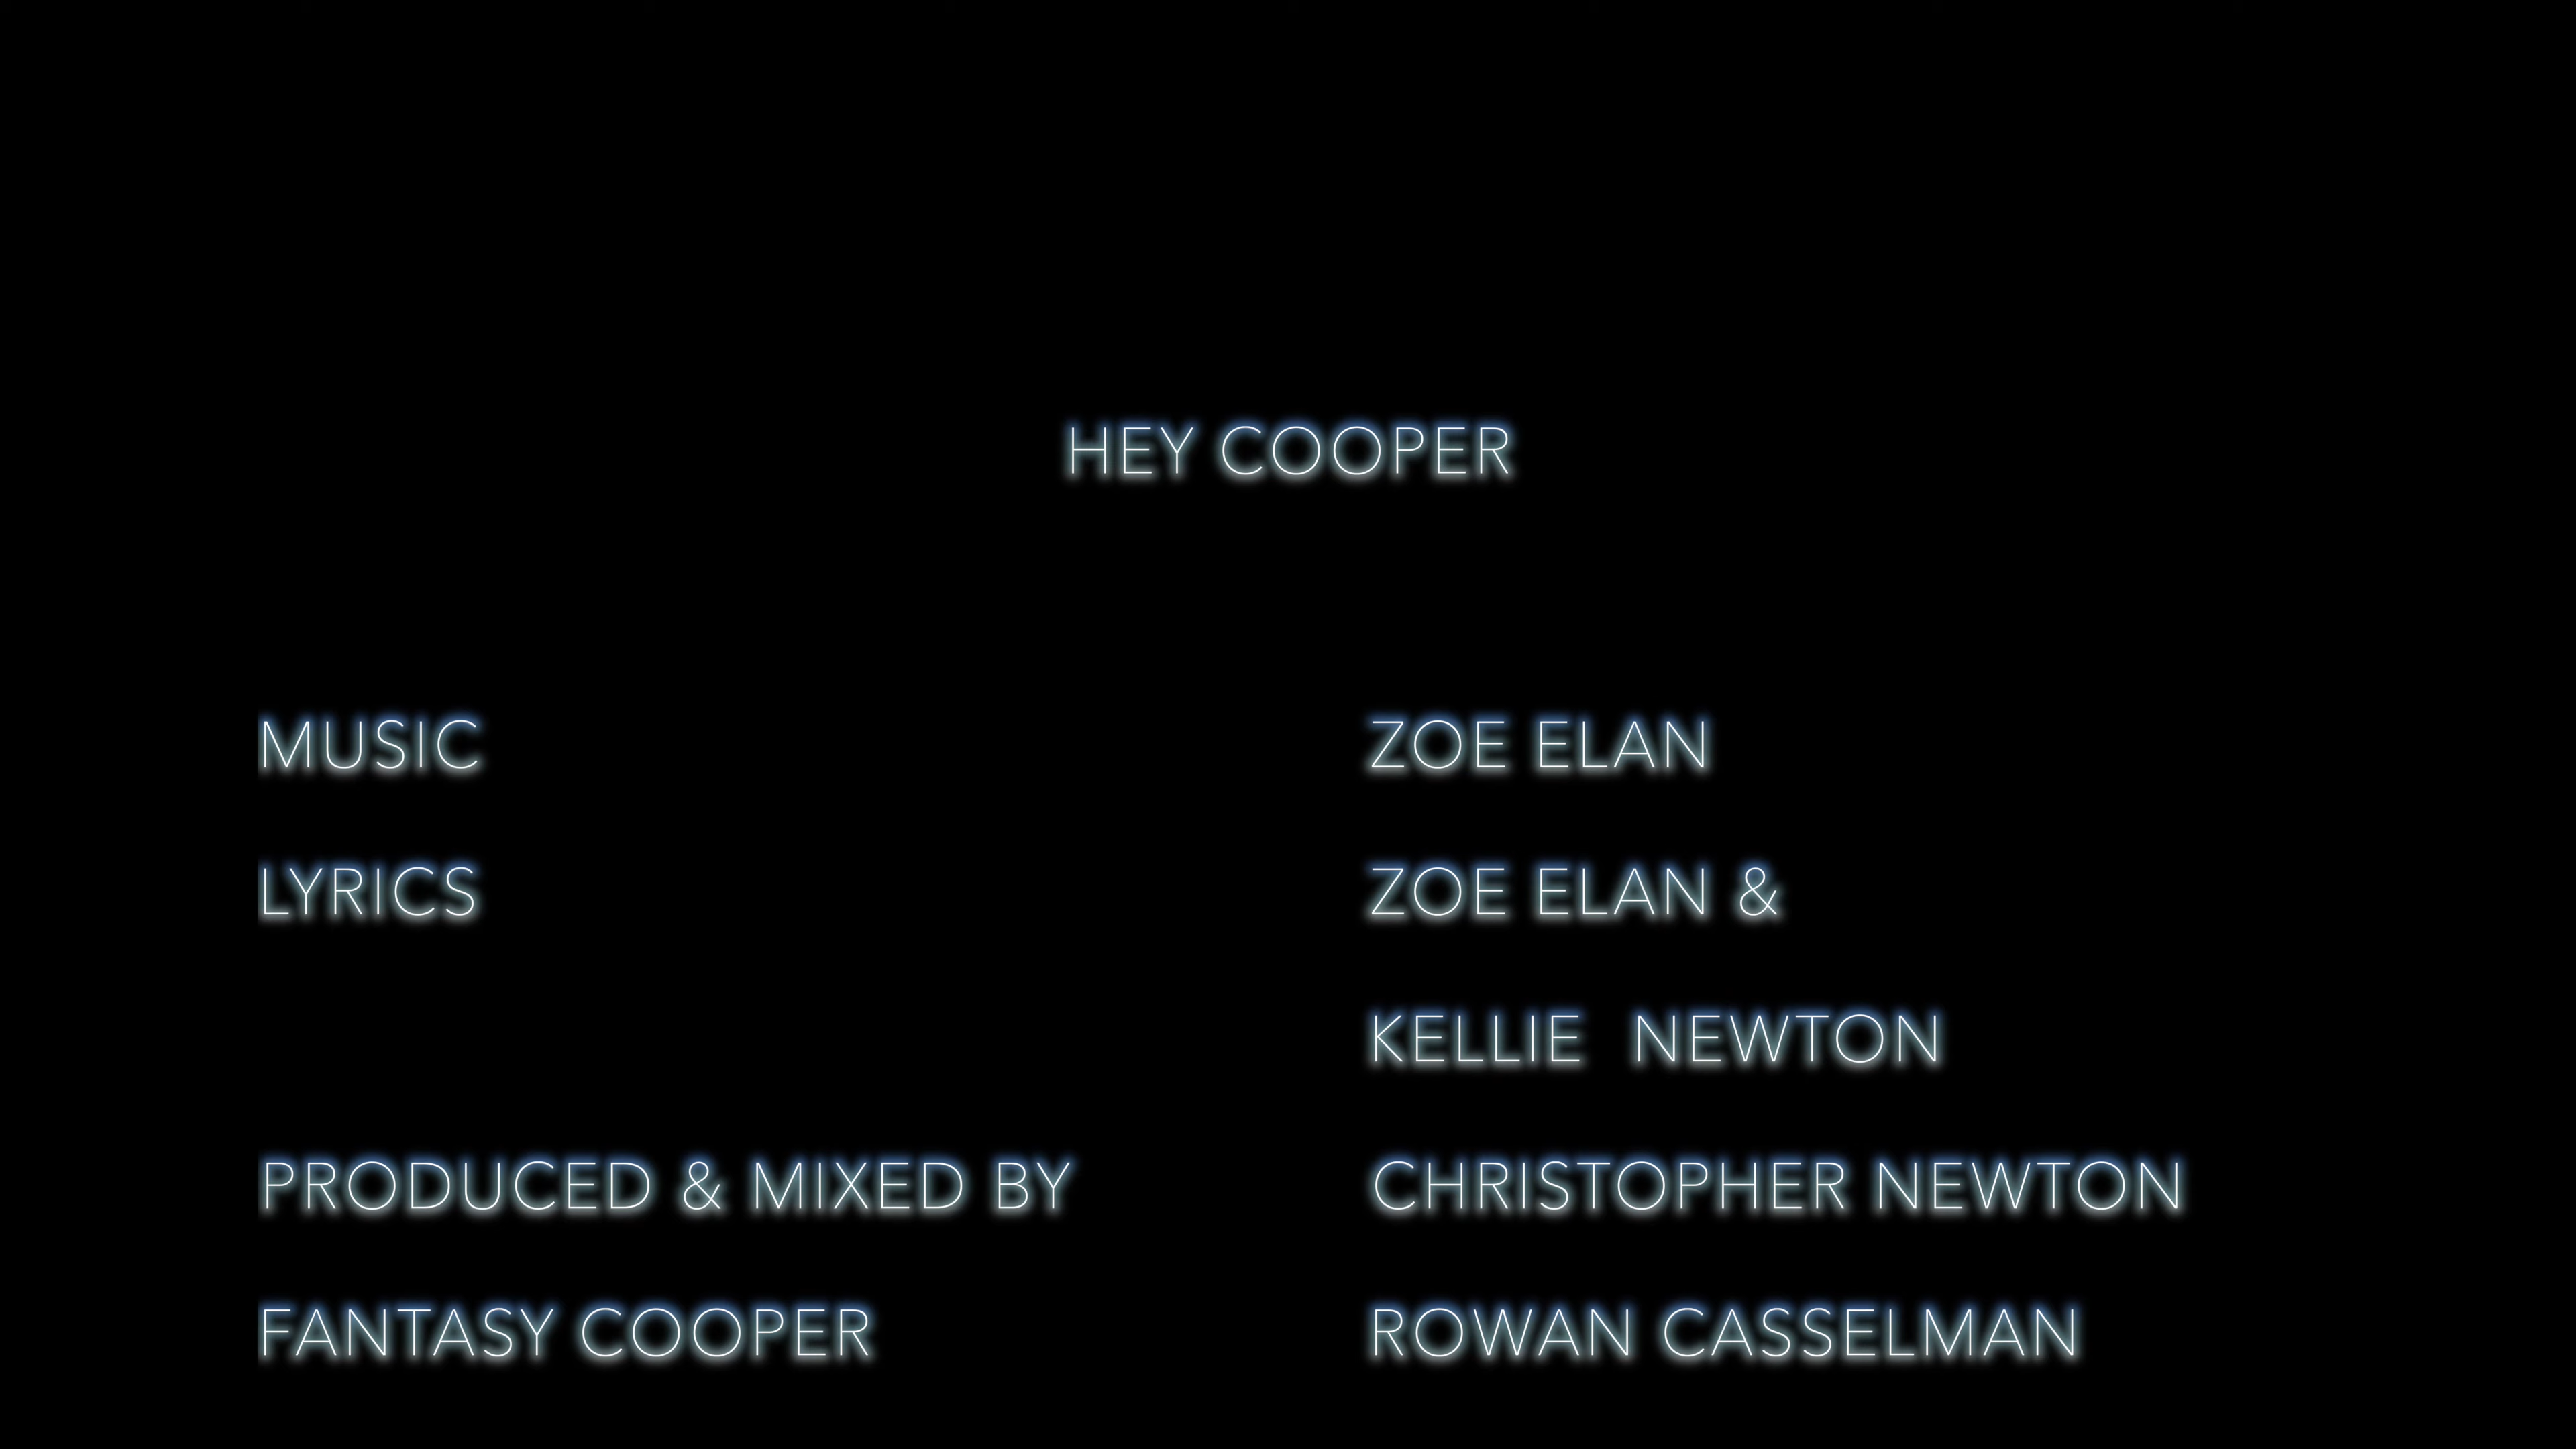 HEY COOPER
MUSIC ZOE ELAN
LYRICS ZOE ELAN &
KELLIE  NEWTON
PRODUCED & MIXED BY CHRISTOPHER NEWTON
FANTASY COOPER ROWAN CASSELMAN